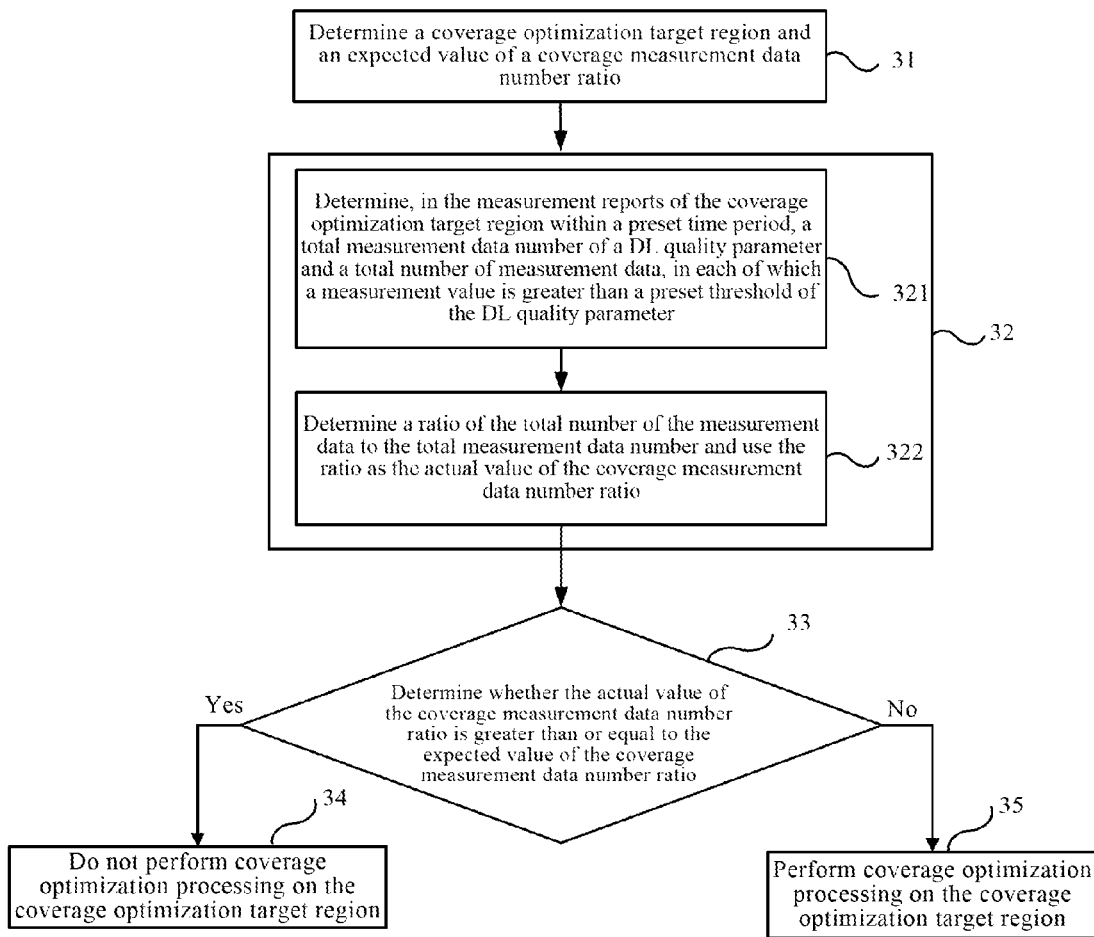 Determine a coverage optimization target region and
an expected value of a coverage measurement data
number ratio
31
Determine, in the measurement reports of the coverage
optimization target region within a preset time period, a
total measurement data number of a DL quality parameter
and a total number of measurement data, in each of which
a measurement value is greater than a preset threshold of
the DL quality parameter
321
32
Determine a ratio of the total number of the measurement
data to the total measurement data number and use the
ratio as the actual value of the coverage measurement
data number ratio
322
33
Determine whether the actual value of
the coverage measurement data number
ratio is greater than or equal to the
expected value of the coverage
measurement data number ratio
Yes
No
34
Do not perform coverage
optimization processing on the
coverage optimization target region
35
Perform coverage optimization
processing on the coverage
optimization target region